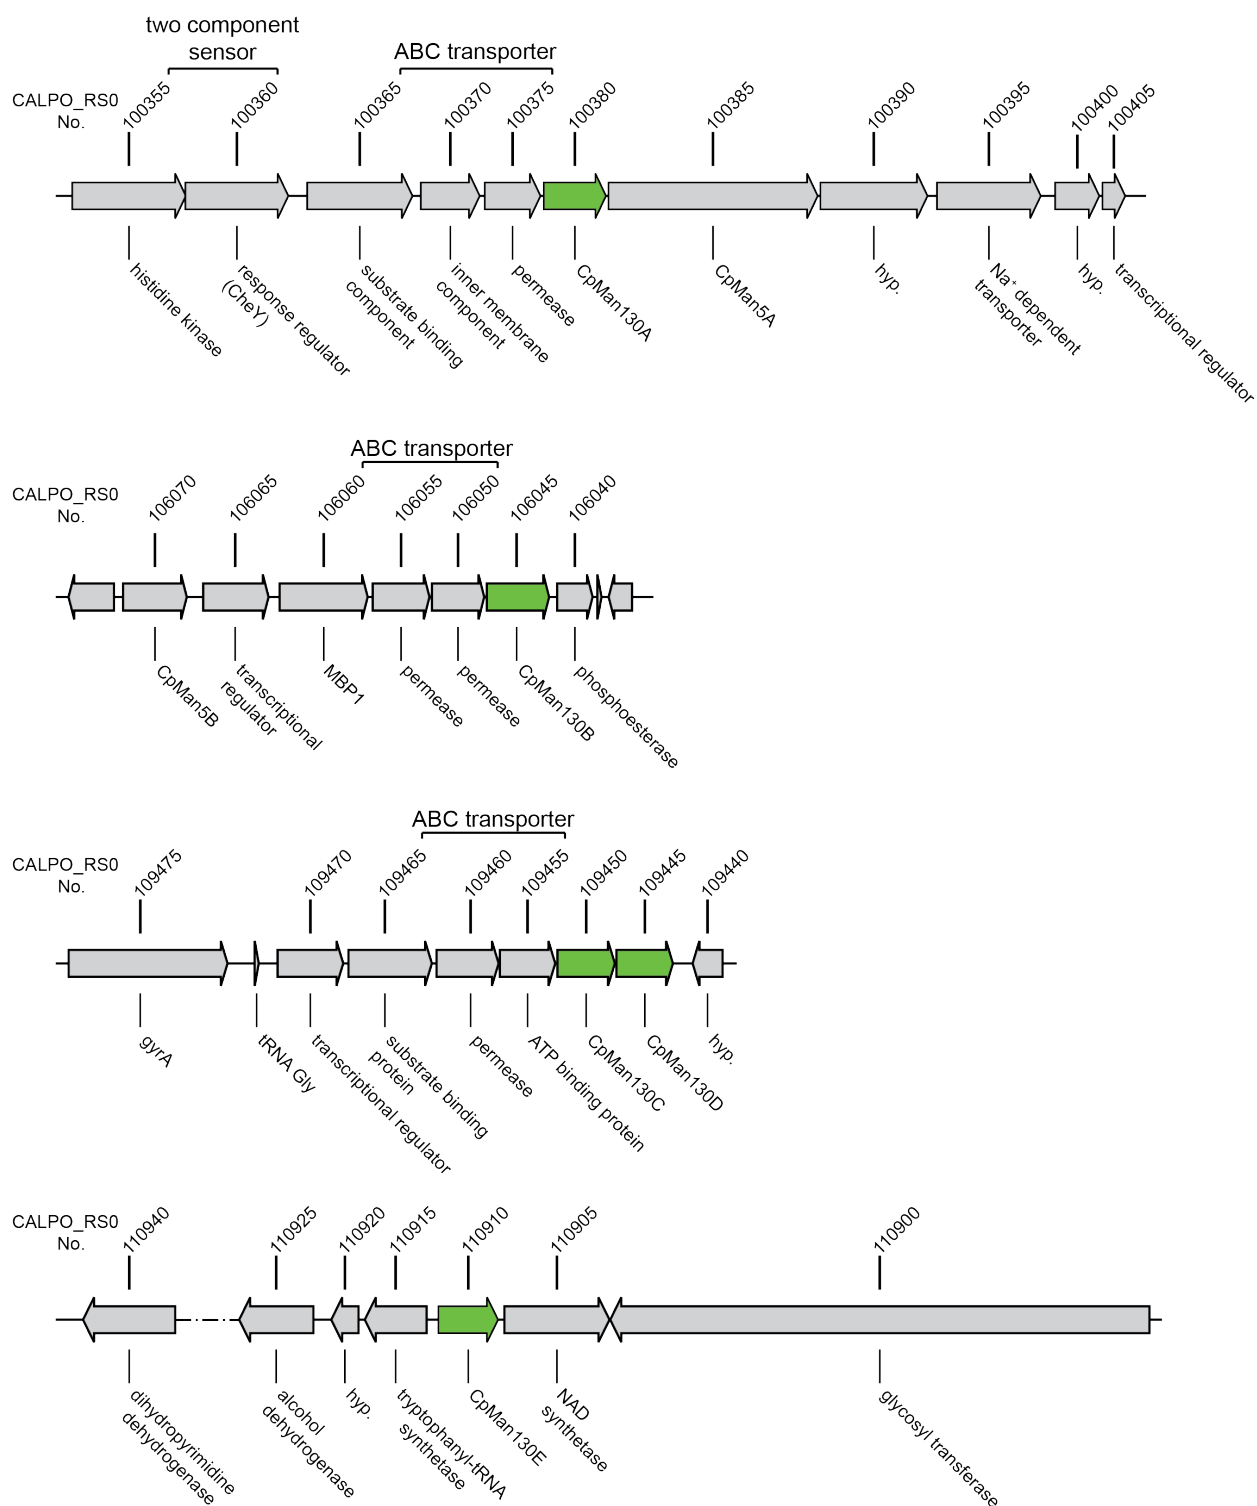 two component
sensor
ABC transporter
CALPO_RS0
No.
100355
100360
100365
100370
100375
100380
100385
100390
100395
100400
100405
histidine kinase
response regulator
(CheY)
substrate binding
component
inner membrane
component
permease
CpMan130A
CpMan5A
hyp.
Na+ dependent
transporter
hyp.
transcriptional regulator
ABC transporter
CALPO_RS0
No.
106070
106065
106060
106055
106050
106045
106040
CpMan5B
transcriptional
regulator
MBP1
permease
permease
CpMan130B
phosphoesterase
ABC transporter
CALPO_RS0
No.
109475
109470
109465
109460
109455
109450
109445
109440
gyrA
tRNA Gly
transcriptional regulator
substrate binding
protein
permease
ATP binding protein
CpMan130C
CpMan130D
hyp.
CALPO_RS0
No.
110940
110925
110920
110915
110910
110905
110900
dihydropyrimidine
dehydrogenase
alcohol
dehydrogenase
hyp.
tryptophanyl-tRNA
synthetase
CpMan130E
NAD
synthetase
glycosyl transferase